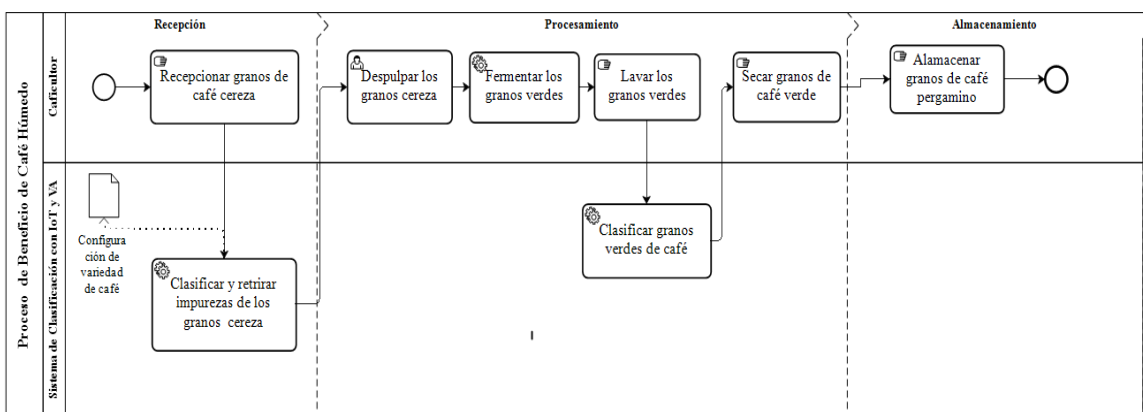 Recepción
Procesamiento
Almacenamiento
Proceso de Beneficio de Café Húmedo
Caficultor
Recepcionar granos de
café cereza
Despulpar los
granos cereza
Fermentar los
granos verdes
Lavar los
granos verdes
Secar granos de
café verde
Alamacenar
granos de café
pergamino
Sistema de Clasificación con IoT y VA
Configura
ción de
variedad
de café
Clasificar y retrirar
impurezas de los
granos cereza
Clasificar granos
verdes de café